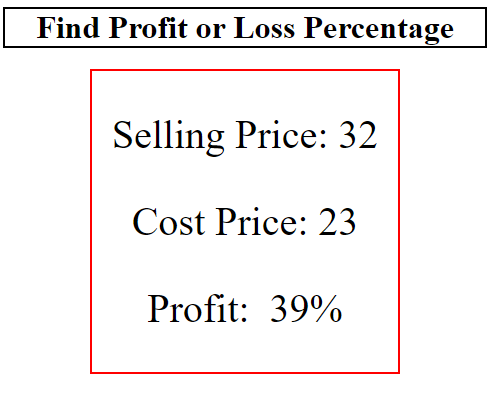 Find Profit or Loss Percentage
Selling Price: 32
Cost Price: 23
Profit: 39%